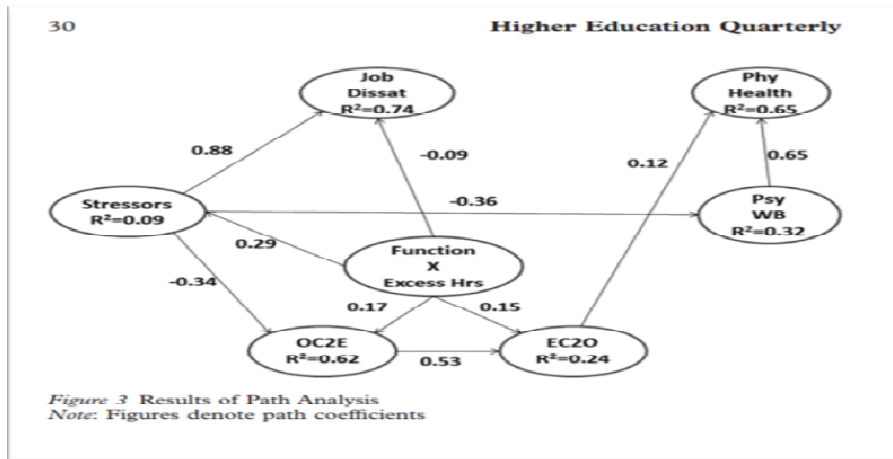 30 Higher Education Quarterly
Job
Dissat
R²=0.74
Phy
Health
R²=0.65
0.88
-0.09
0.12
0.65
Stressors
R²=0.09
-0.36
Psy
WB
R²=0.32
0.29
Function
X
Excess Hrs
-0.34
0.17
0.15
OC2E
R²=0.62
0.53
EC2O
R²=0.24
Figure 3 Results of Path Analysis
Note: Figures denote path coefficients